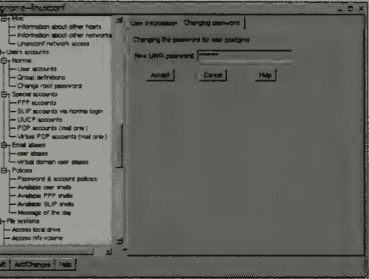 gnome-linuxconf
Misc
Information about other hosts
Information about other networks
Linuxconf network access
Users accounts
Normal
User accounts
Group definitions
Change root password
Special accounts
PPP accounts
SLIP accounts via normal login
UUCP accounts
POP accounts (mail only)
Virtual POP accounts (mail only)
Email aliases
user aliases
virtual domain user aliases
Policies
Password & account policies
Available user shells
Available PPP shells
Available SLIP shells
Message of the day
File systems
Access local drive
Access nfs volume
Act/Changes
Help
User information
Changing password
Changing the password for user postgres
New UNIX password:
Accept
Cancel
Help